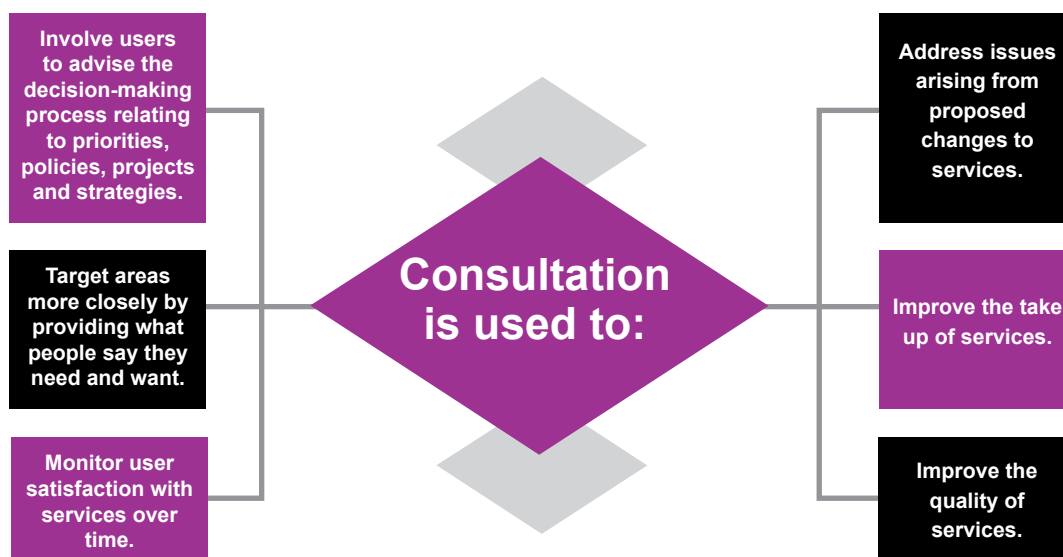 Involve users
to advise the
decision-making
process relating
to priorities,
policies, projects
and strategies.
Target areas
more closely by
providing what
people say they
need and want.
Monitor user
satisfaction with
services over
time.
Consultation
is used to:
Address issues
arising from
proposed
changes to
services.
Improve the take
up of services.
Improve the
quality of
services.